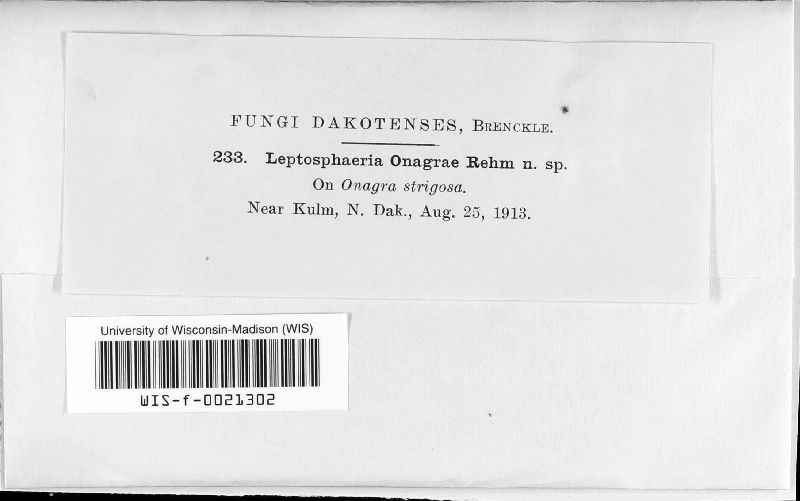 FUNGI DAKOTENSES, BRENCKLE.
233. Leptosphaeria Onagrae Rehm n. sp.
On Onagra strigosa.
Near Kulm, N. Dak., Aug. 25, 1913.
University of Wisconsin-Madison (WIS)
WIS-f-0021302